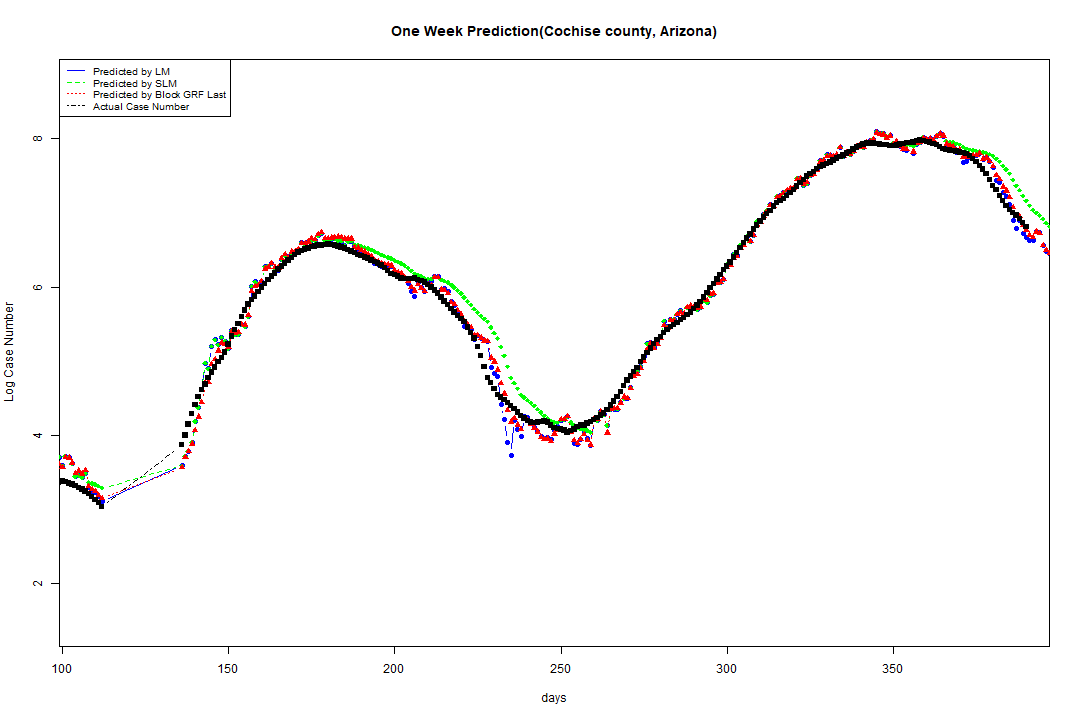 One Week Prediction(Cochise county, Arizona)
Predicted by LM
Predicted by SLM
Predicted by Block GRF Last
Actual Case Number
8
6
4
2
Log Case Number
100 150 200 250 300 350
days